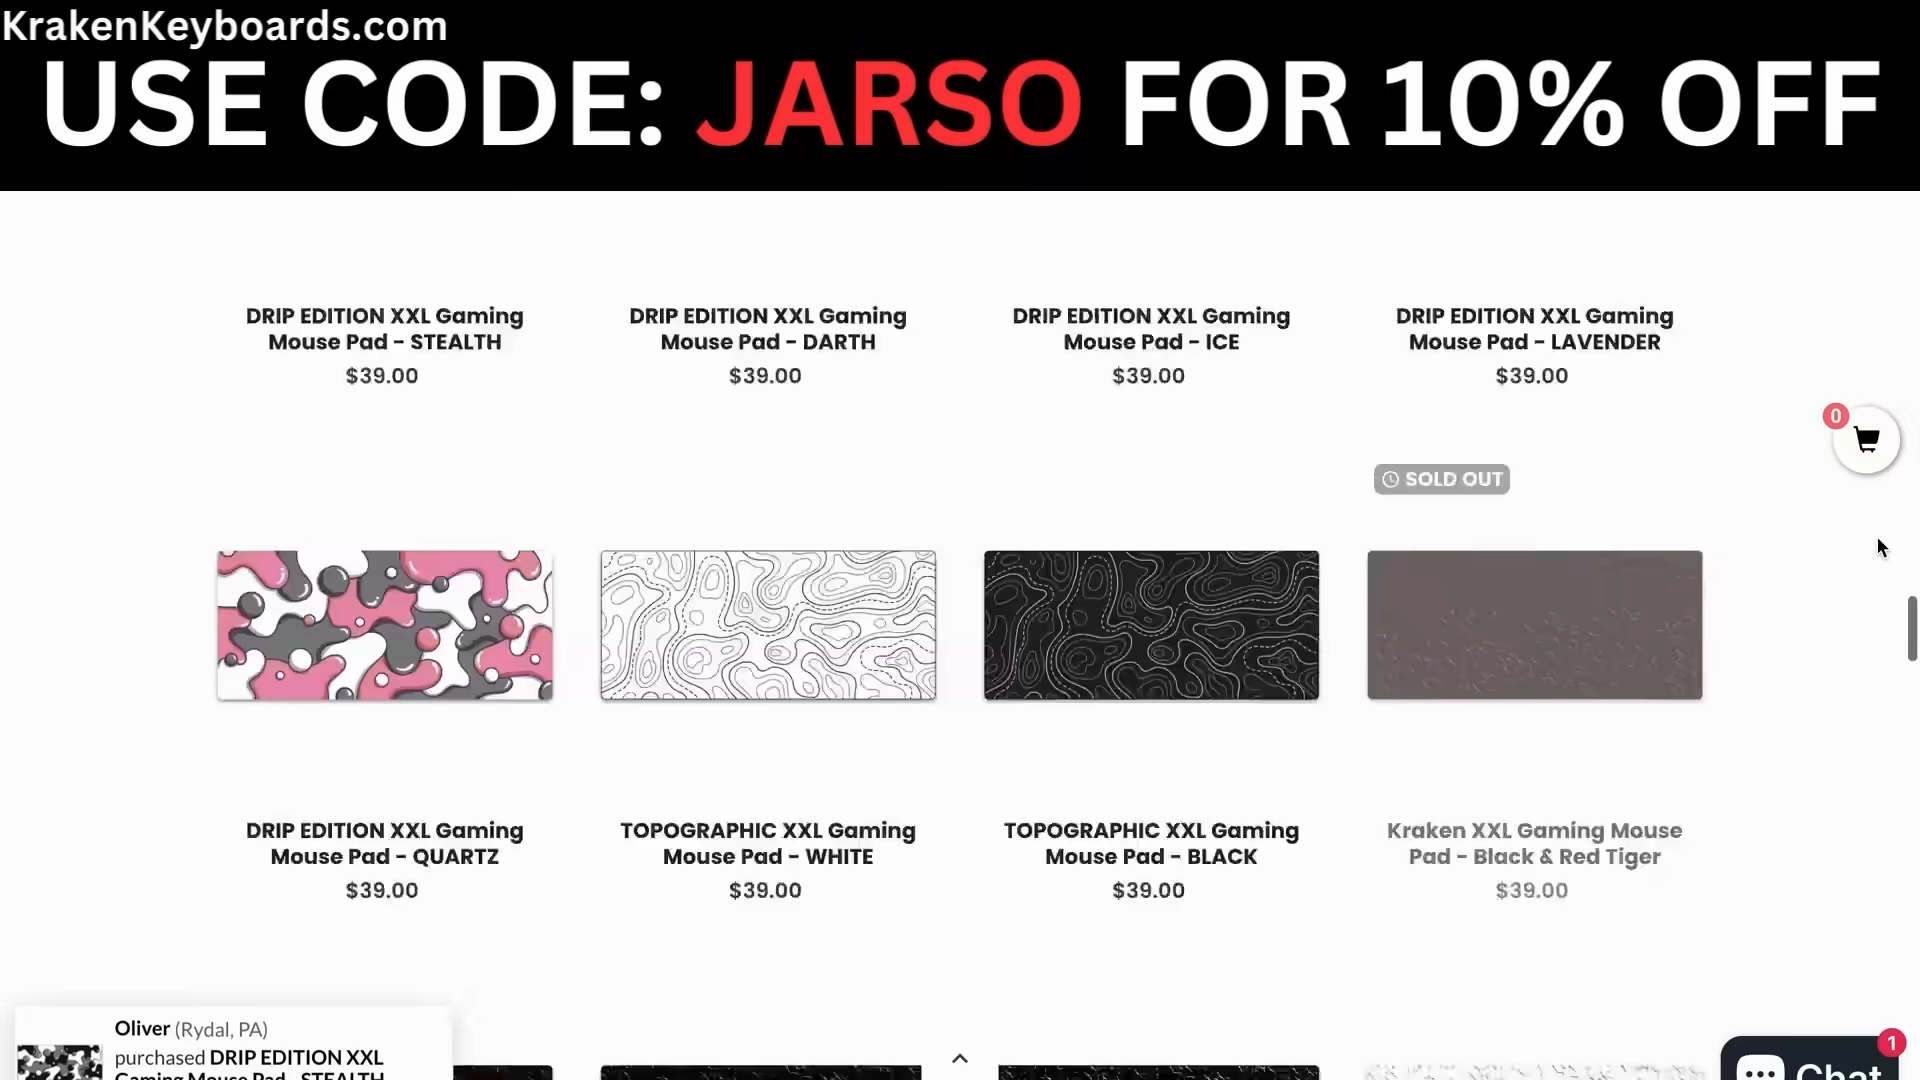 KrakenKeyboards.com
USE CODE: JARSO FOR 10% OFF
DRIP EDITION XXL Gaming
Mouse Pad - STEALTH
$39.00
DRIP EDITION XXL Gaming
Mouse Pad - DARTH
$39.00
DRIP EDITION XXL Gaming
Mouse Pad - ICE
$39.00
DRIP EDITION XXL Gaming
Mouse Pad - LAVENDER
$39.00
0
SOLD OUT
DRIP EDITION XXL Gaming
Mouse Pad - QUARTZ
$39.00
TOPOGRAPHIC XXL Gaming
Mouse Pad - WHITE
$39.00
TOPOGRAPHIC XXL Gaming
Mouse Pad - BLACK
$39.00
Kraken XXL Gaming Mouse
Pad - Black & Red Tiger
$39.00
Oliver (Rydal, PA)
purchased DRIP EDITION XXL
Gaming Mouse Pad - STEALTH
1
Chat